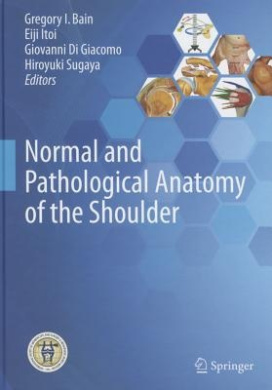 Gregory I. Bain
Eiji Itoi
Giovanni Di Giacomo
Hiroyuki Sugaya
Editors
Normal and
Pathological Anatomy
of the Shoulder
Springer